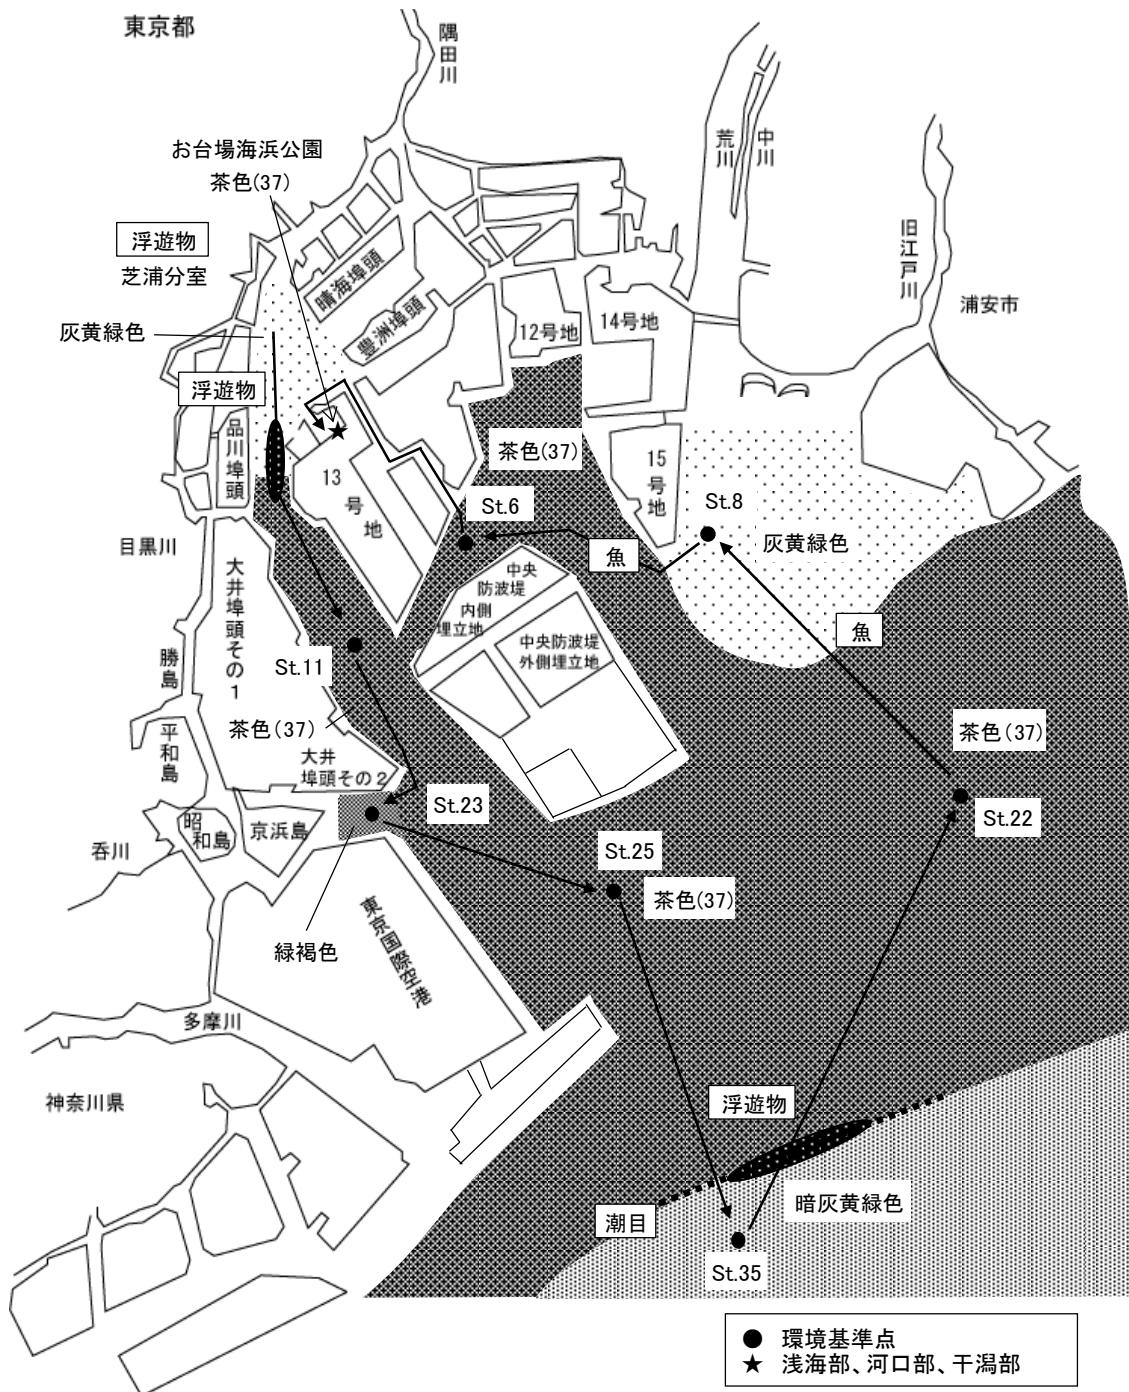 東京都
隅田川
荒川
中川
旧江戸川
浦安市
お台場海浜公園
茶色(37)
浮遊物
芝浦分室
灰黄緑色
浮遊物
晴海埠頭
豊洲埠頭
12号地
14号地
品川埠頭
13号地
茶色(37)
15号地
St.6
St.8
灰黄緑色
魚
魚
目黒川
大井埠頭その1
中央
防波堤
内側
埋立地
中央防波堤
外側埋立地
St.11
勝島
茶色(37)
平和島
大井
埠頭その2
茶色(37)
St.23
St.22
昭和島
京浜島
呑川
St.25
茶色(37)
緑褐色
東京国際空港
多摩川
神奈川県
浮遊物
暗灰黄緑色
潮目
St.35
● 環境基準点
★ 浅海部、河口部、干潟部